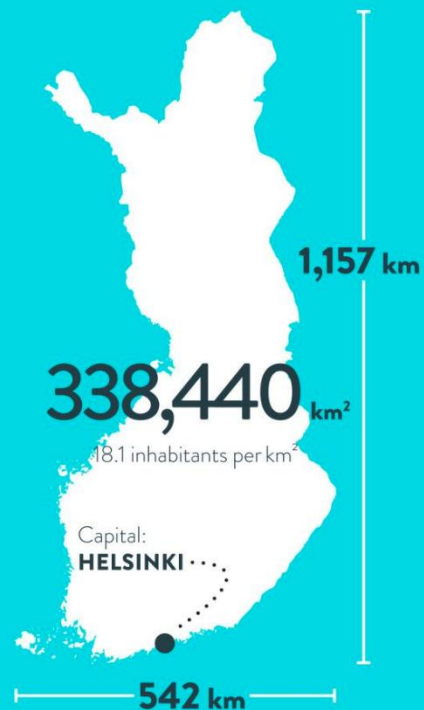 1,157 km
338,440 km²
18.1 inhabitants per km²
Capital:
HELSINKI
542 km